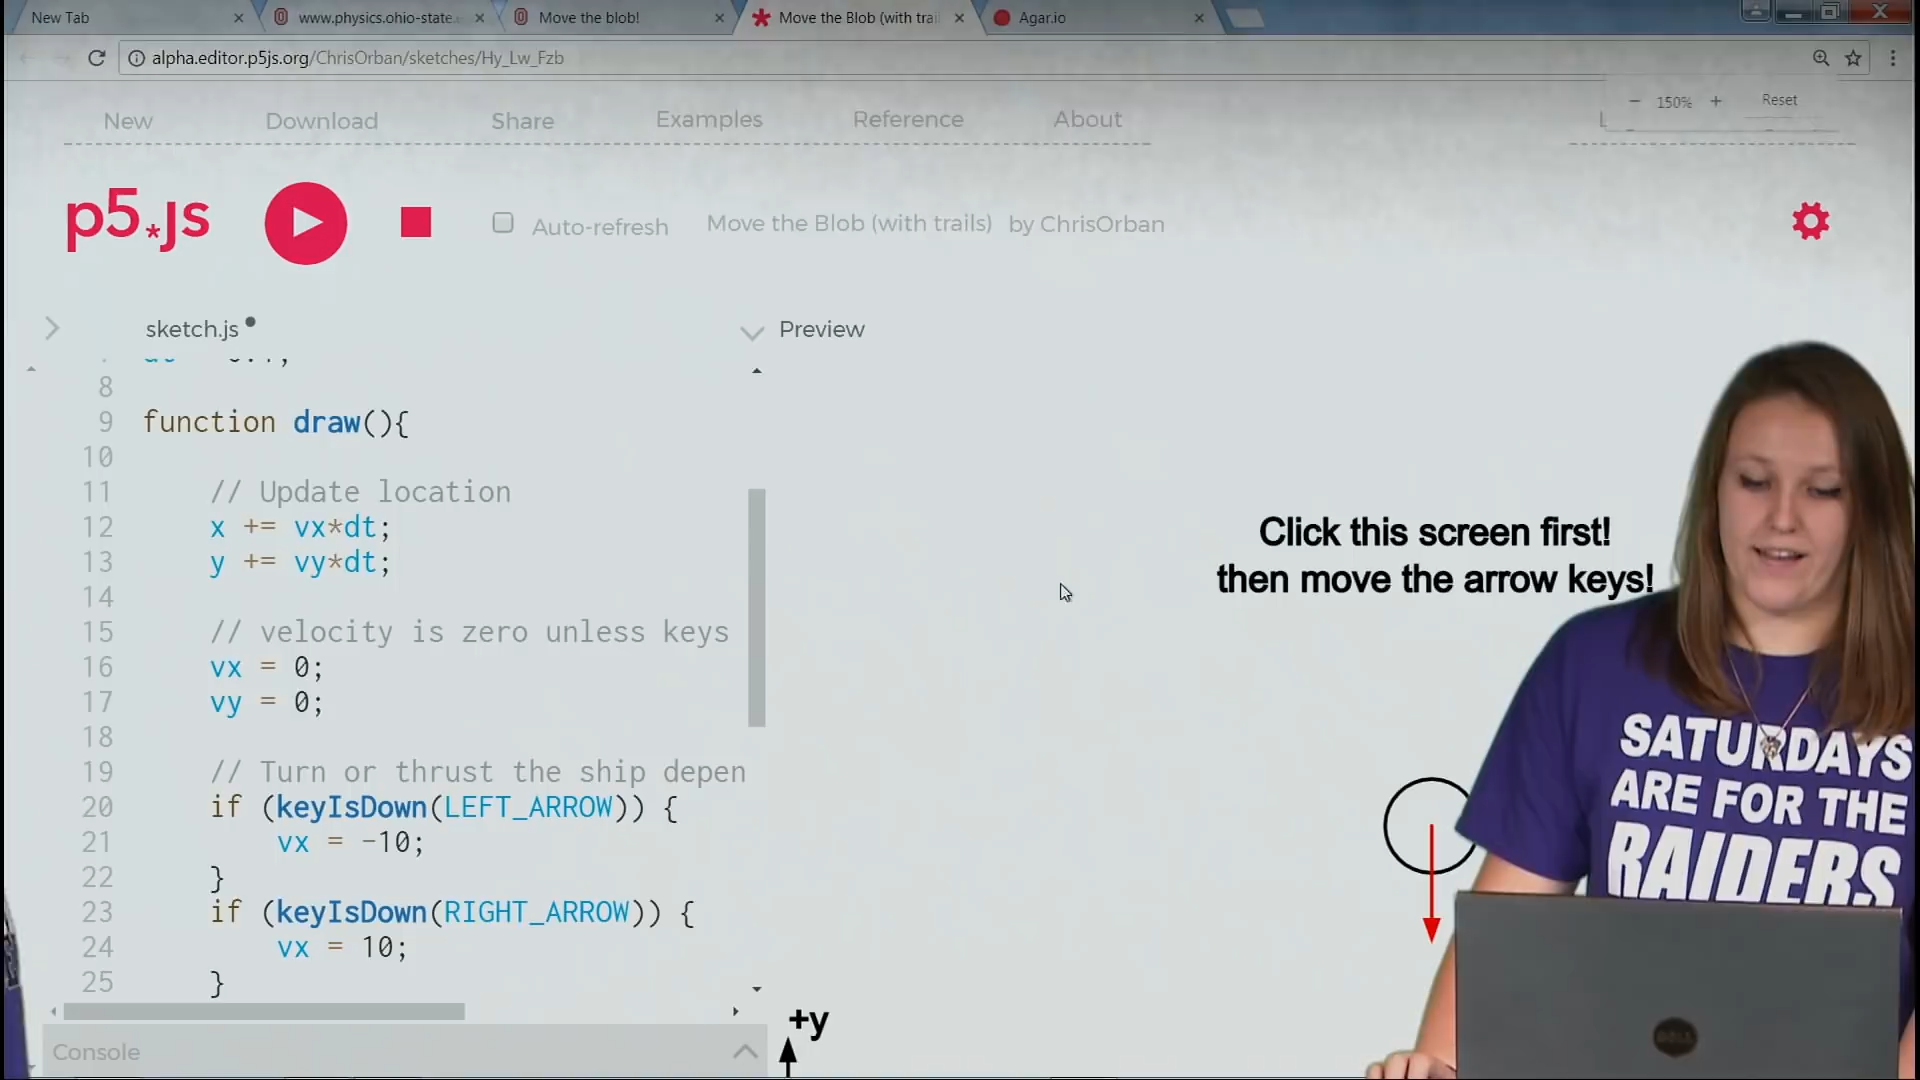 New Tab
www.physics.ohio-state.
Move the blob!
Move the Blob (with trai
Agar.io
alpha.editor.p5js.org/ChrisOrban/sketches/Hy_Lw_Fzb
New Download Share Examples Reference About
150% Reset
p5.js
Auto-refresh Move the Blob (with trails) by ChrisOrban
sketch.js
Preview
8
9 function draw(){
10
11 // Update location
12 x += vx*dt;
13 y += vy*dt;
14
15 // velocity is zero unless keys
16 vx = 0;
17 vy = 0;
18
19 // Turn or thrust the ship depen
20 if (keyIsDown(LEFT_ARROW)) {
21 vx = -10;
22 }
23 if (keyIsDown(RIGHT_ARROW)) {
24 vx = 10;
25 }
Console
+y
Click this screen first!
then move the arrow keys!
SATURDAYS
ARE FOR THE
RAIDERS
DELL